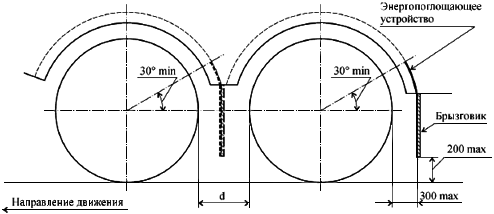 Энергопоглощающее
устройство
30° min
30° min
Брызговик
200 max
d
300 max
Направление движения